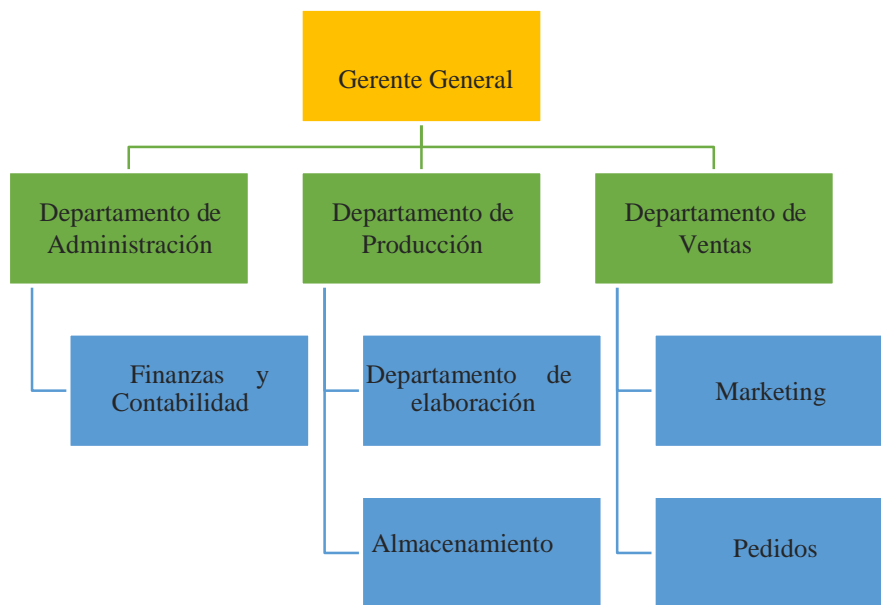 Gerente General
Departamento de
Administración
Departamento de
Producción
Departamento de
Ventas
Finanzas y
Contabilidad
Departamento de
elaboración
Marketing
Almacenamiento
Pedidos